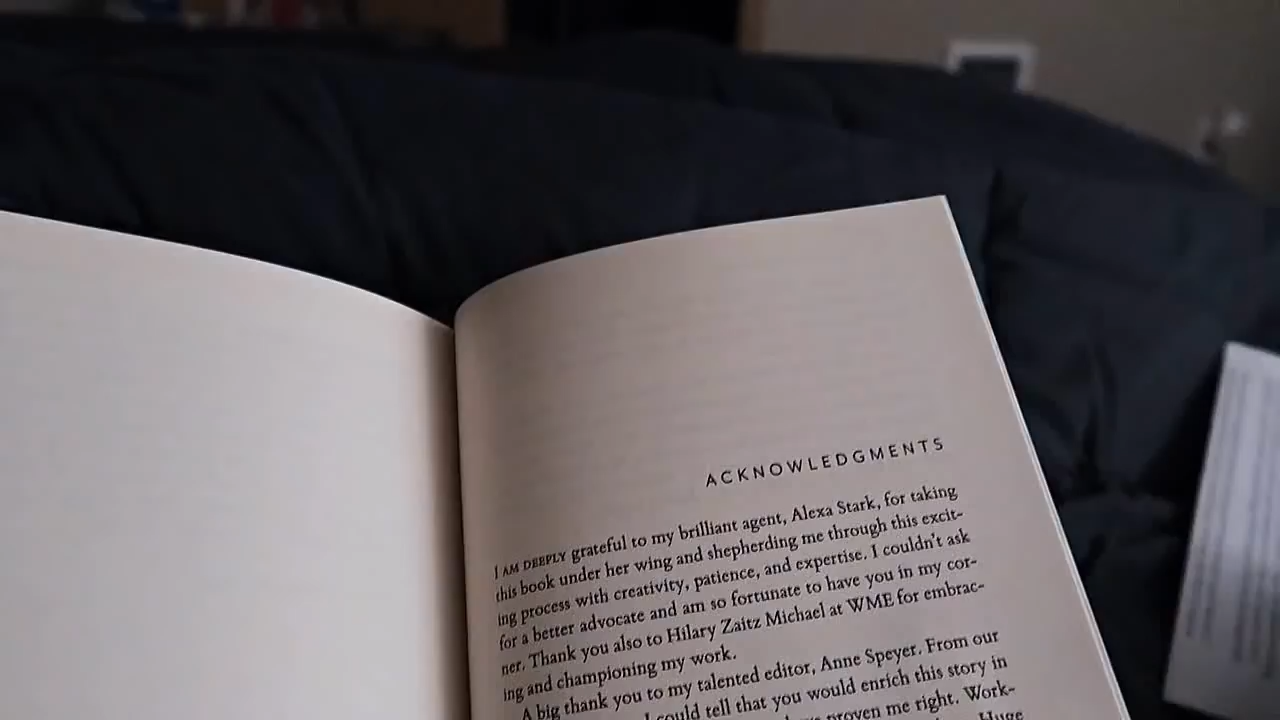 ACKNOWLEDGMENTS
I AM DEEPLY grateful to my brilliant agent, Alexa Stark, for taking
this book under her wing and shepherding me through this excit-
ing process with creativity, patience, and expertise. I couldn't ask
for a better advocate and am so fortunate to have you in my cor-
ner. Thank you also to Hilary Zaitz Michael at WME for embrac-
ing and championing my work.
A big thank you to my talented editor, Anne Speyer. From our
I could tell that you would enrich this story in
proven me right. Work-
Huge